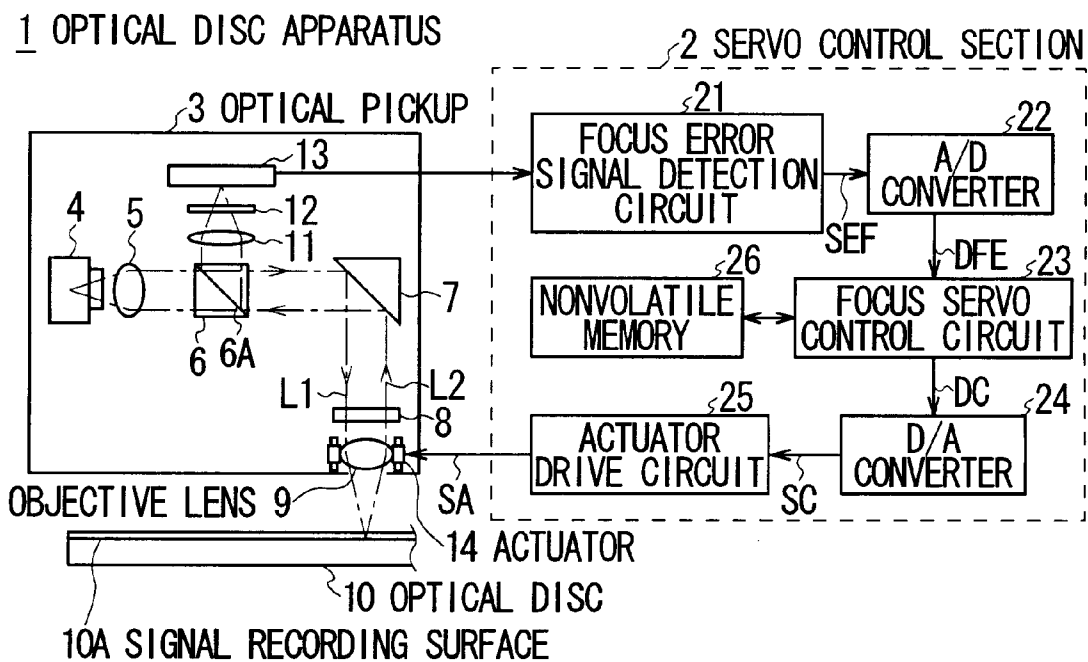 1 OPTICAL DISC APPARATUS
2 SERVO CONTROL SECTION
3 OPTICAL PICKUP
21
FOCUS ERROR
SIGNAL DETECTION
CIRCUIT
22
A/D
CONVERTER
13
12
11
4
5
SEF
DFE
26
NONVOLATILE
MEMORY
23
FOCUS SERVO
CONTROL CIRCUIT
7
6
6A
L1
L2
8
DC
25
ACTUATOR
DRIVE CIRCUIT
24
D/A
CONVERTER
SA
SC
OBJECTIVE LENS 9
14 ACTUATOR
10 OPTICAL DISC
10A SIGNAL RECORDING SURFACE